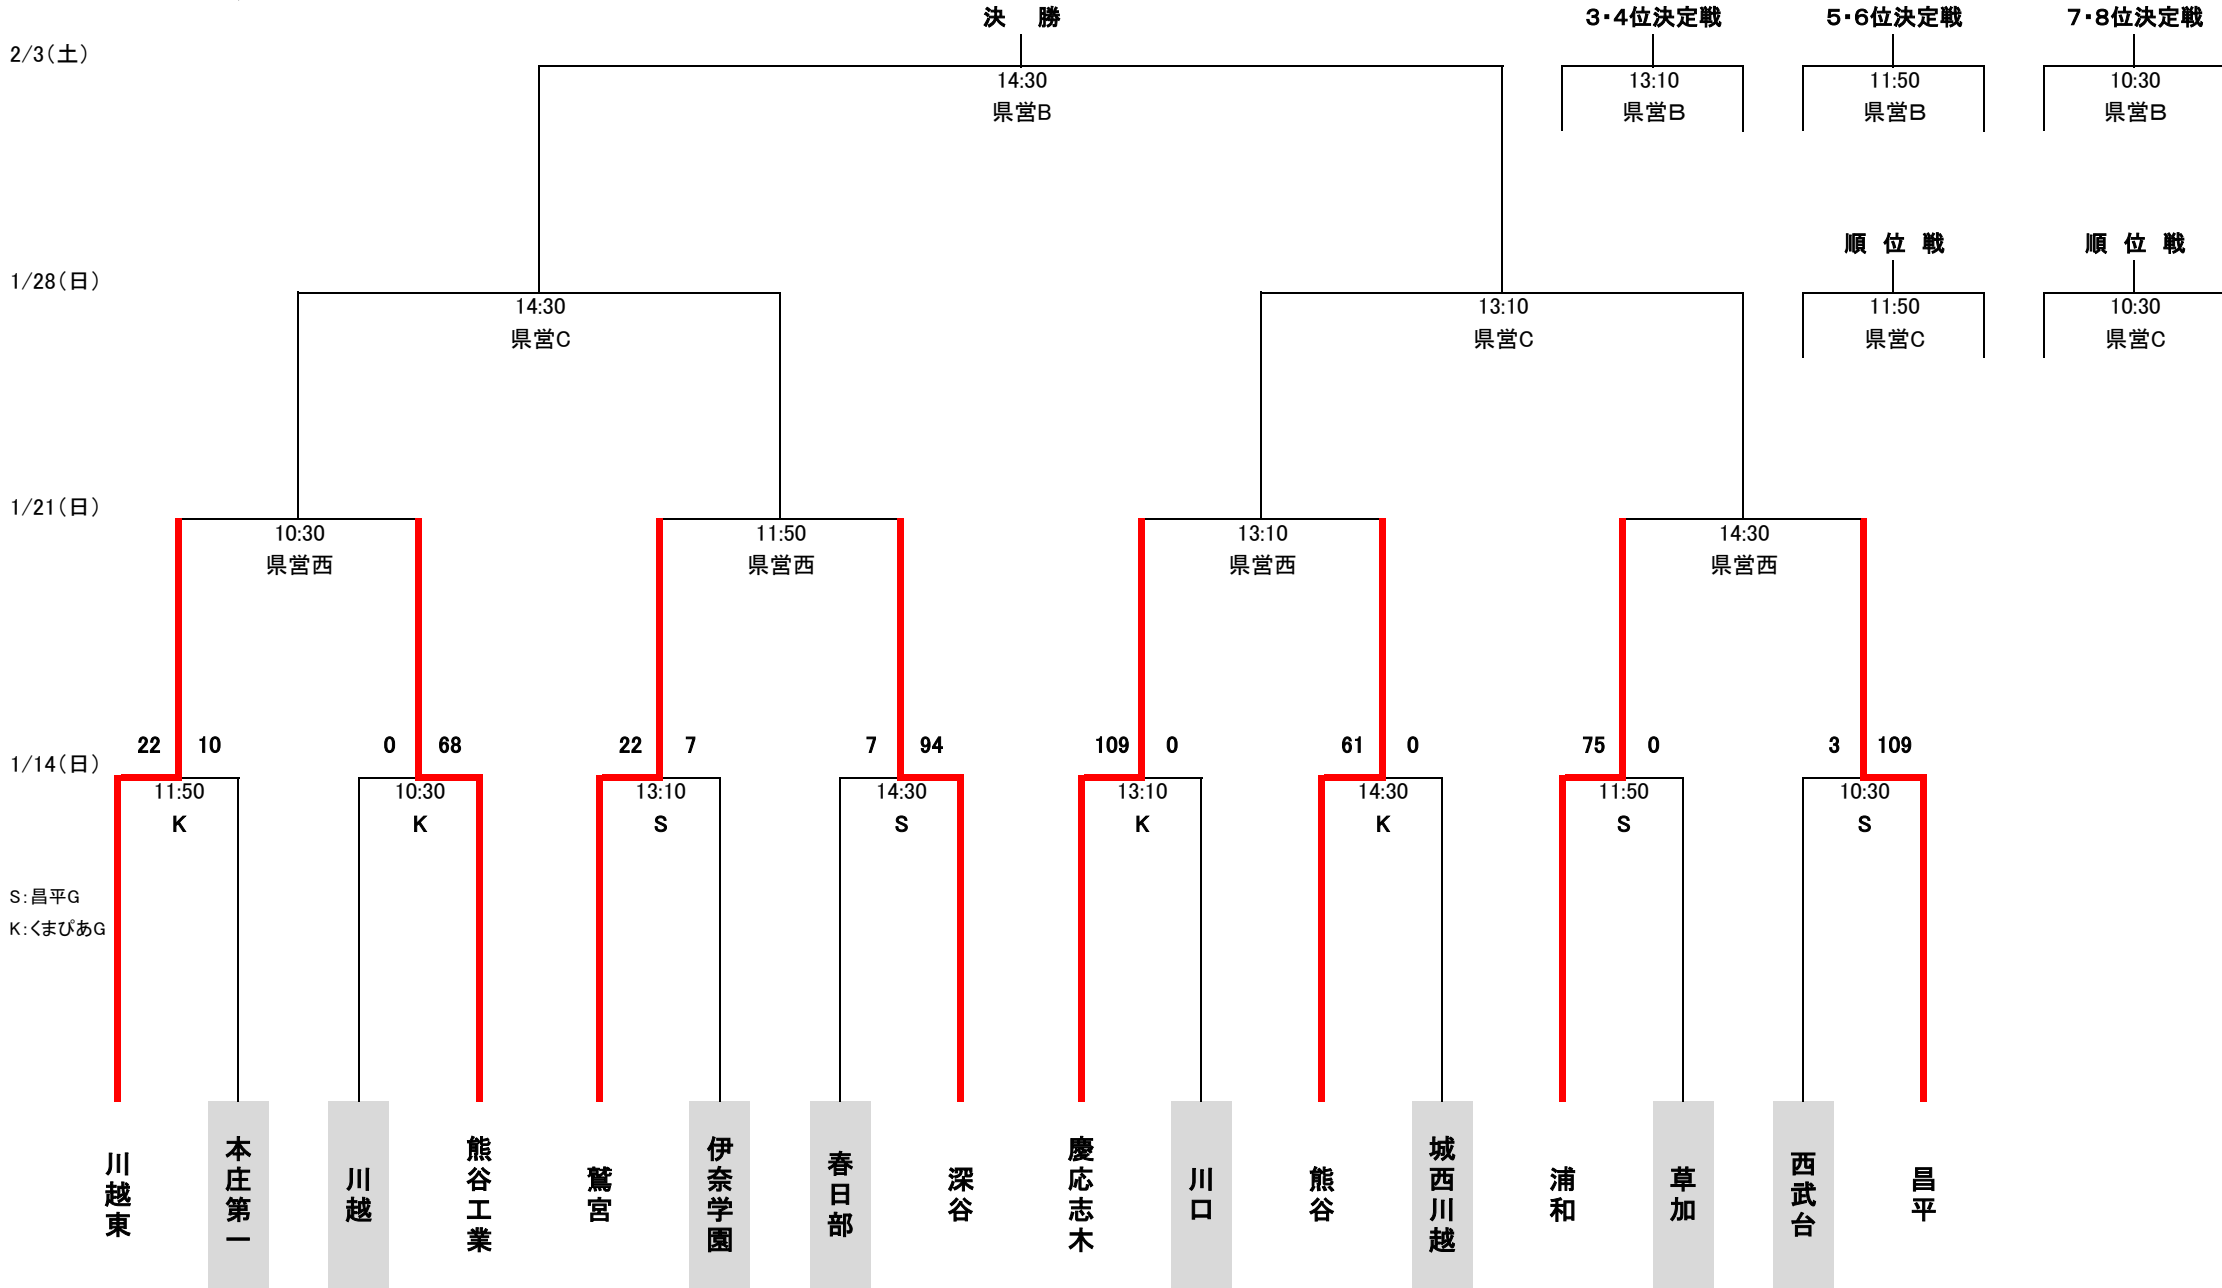 決 勝
3・4位決定戦
5・6位決定戦
7・8位決定戦
2/3(土)
14:30
県営B
13:10
県営B
11:50
県営B
10:30
県営B
順 位 戦
順 位 戦
1/28(日)
14:30
県営C
13:10
県営C
11:50
県営C
10:30
県営C
1/21(日)
10:30
県営西
11:50
県営西
13:10
県営西
14:30
県営西
22 10
0 68
22 7
7 94
109 0
61 0
75 0
3 109
1/14(日)
11:50
K
10:30
K
13:10
S
14:30
S
13:10
K
14:30
K
11:50
S
10:30
S
S:昌平G
K:くまぴあG
川越東
本庄第一
川越
熊谷工業
鷲宮
伊奈学園
春日部
深谷
慶応志木
川口
熊谷
城西川越
浦和
草加
西武台
昌平